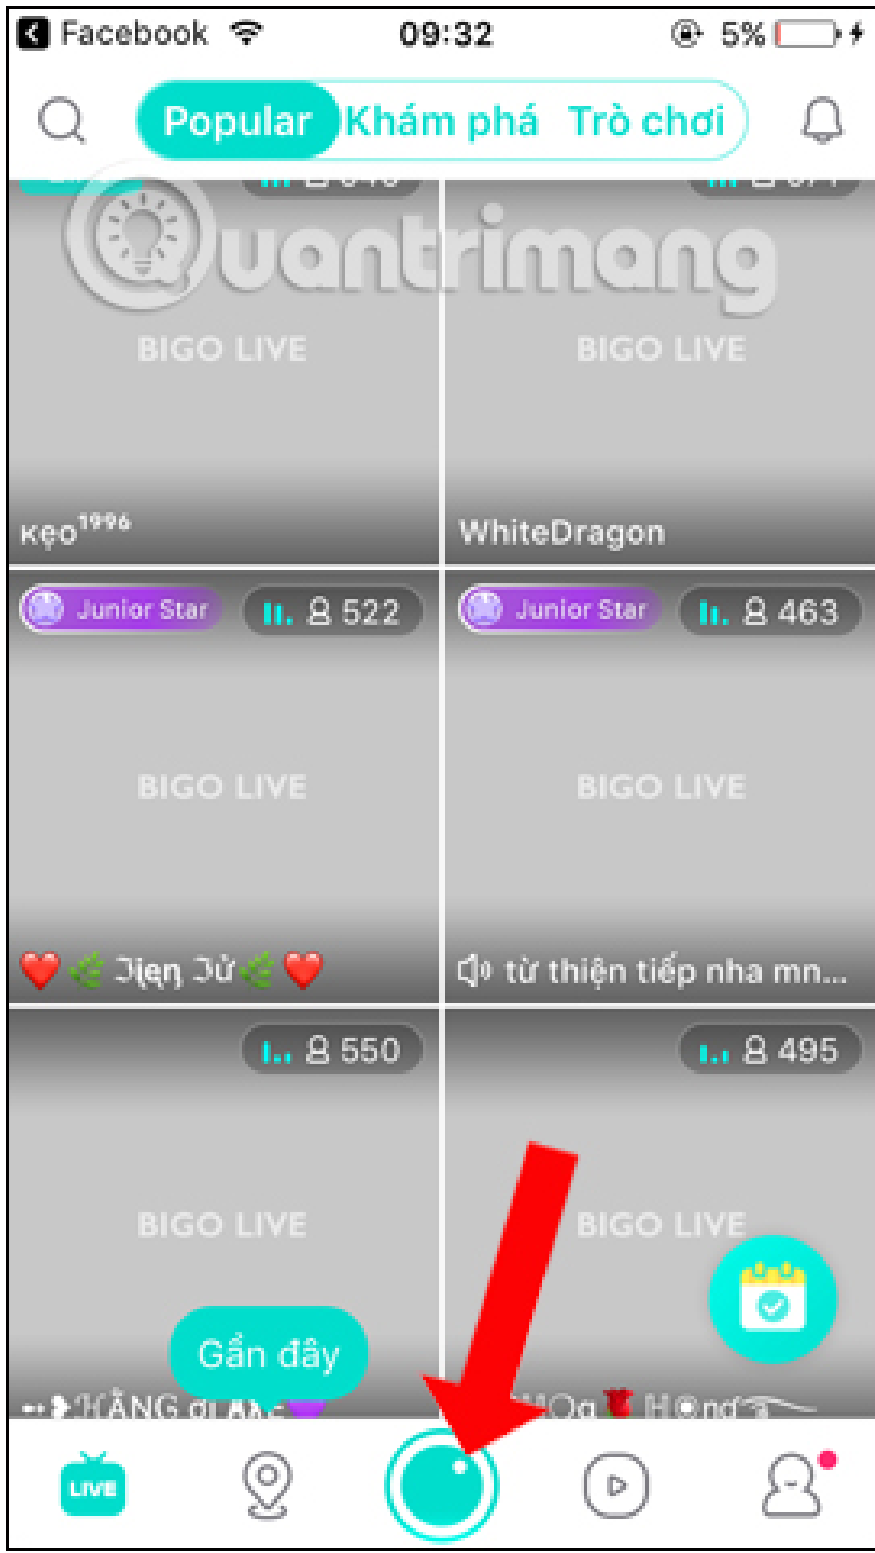 Facebook 09:32 5%
Popular Khám phá Trò chơi
Quantrimang
BIGO LIVE BIGO LIVE
кẹo¹⁹⁹⁶ WhiteDragon
Junior Star 522 Junior Star 463
BIGO LIVE BIGO LIVE
từ thiện tiếp nha mn...
550 495
BIGO LIVE BIGO LIVE
Gần đây
LIVE